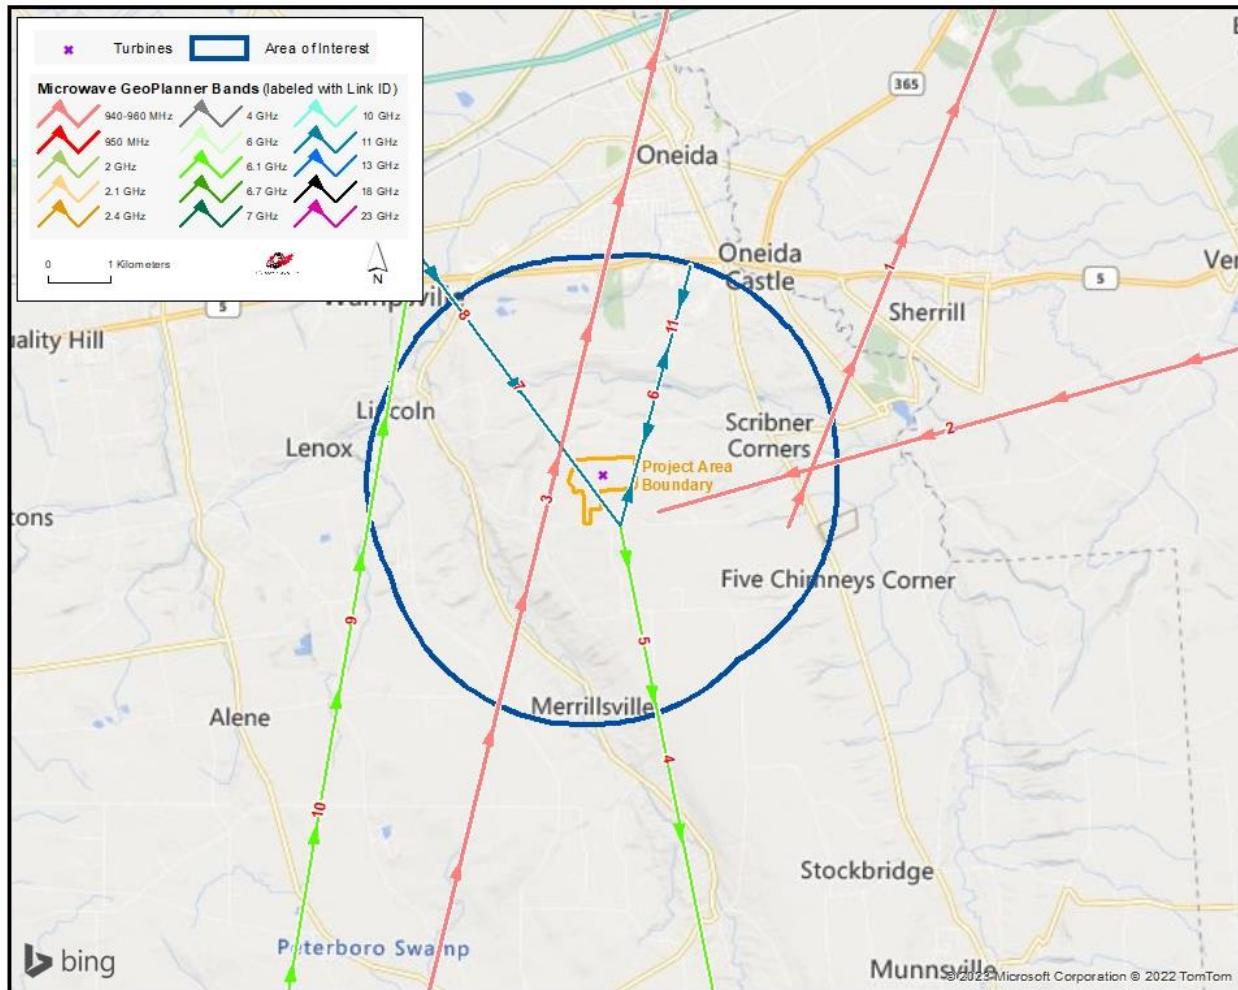 Turbines
Area of Interest
Microwave GeoPlanner Bands (labeled with Link ID)
940-960 MHz
4 GHz
10 GHz
950 MHz
6 GHz
11 GHz
2 GHz
6.1 GHz
13 GHz
2.1 GHz
6.7 GHz
18 GHz
2.4 GHz
7 GHz
23 GHz
0
1 Kilometers
N
365
Oneida
Oneida
Castle
1
5
5
Sherrill
8
11
uality Hill
7
6
Lincoln
Scribner
Corners
2
Lenox
Project Area
Boundary
3
Five Chimneys Corner
9
5
Merrillsville
Alene
4
10
Stockbridge
Peterboro Swamp
bing
Munnsville
© 2023 Microsoft Corporation © 2022 TomTom